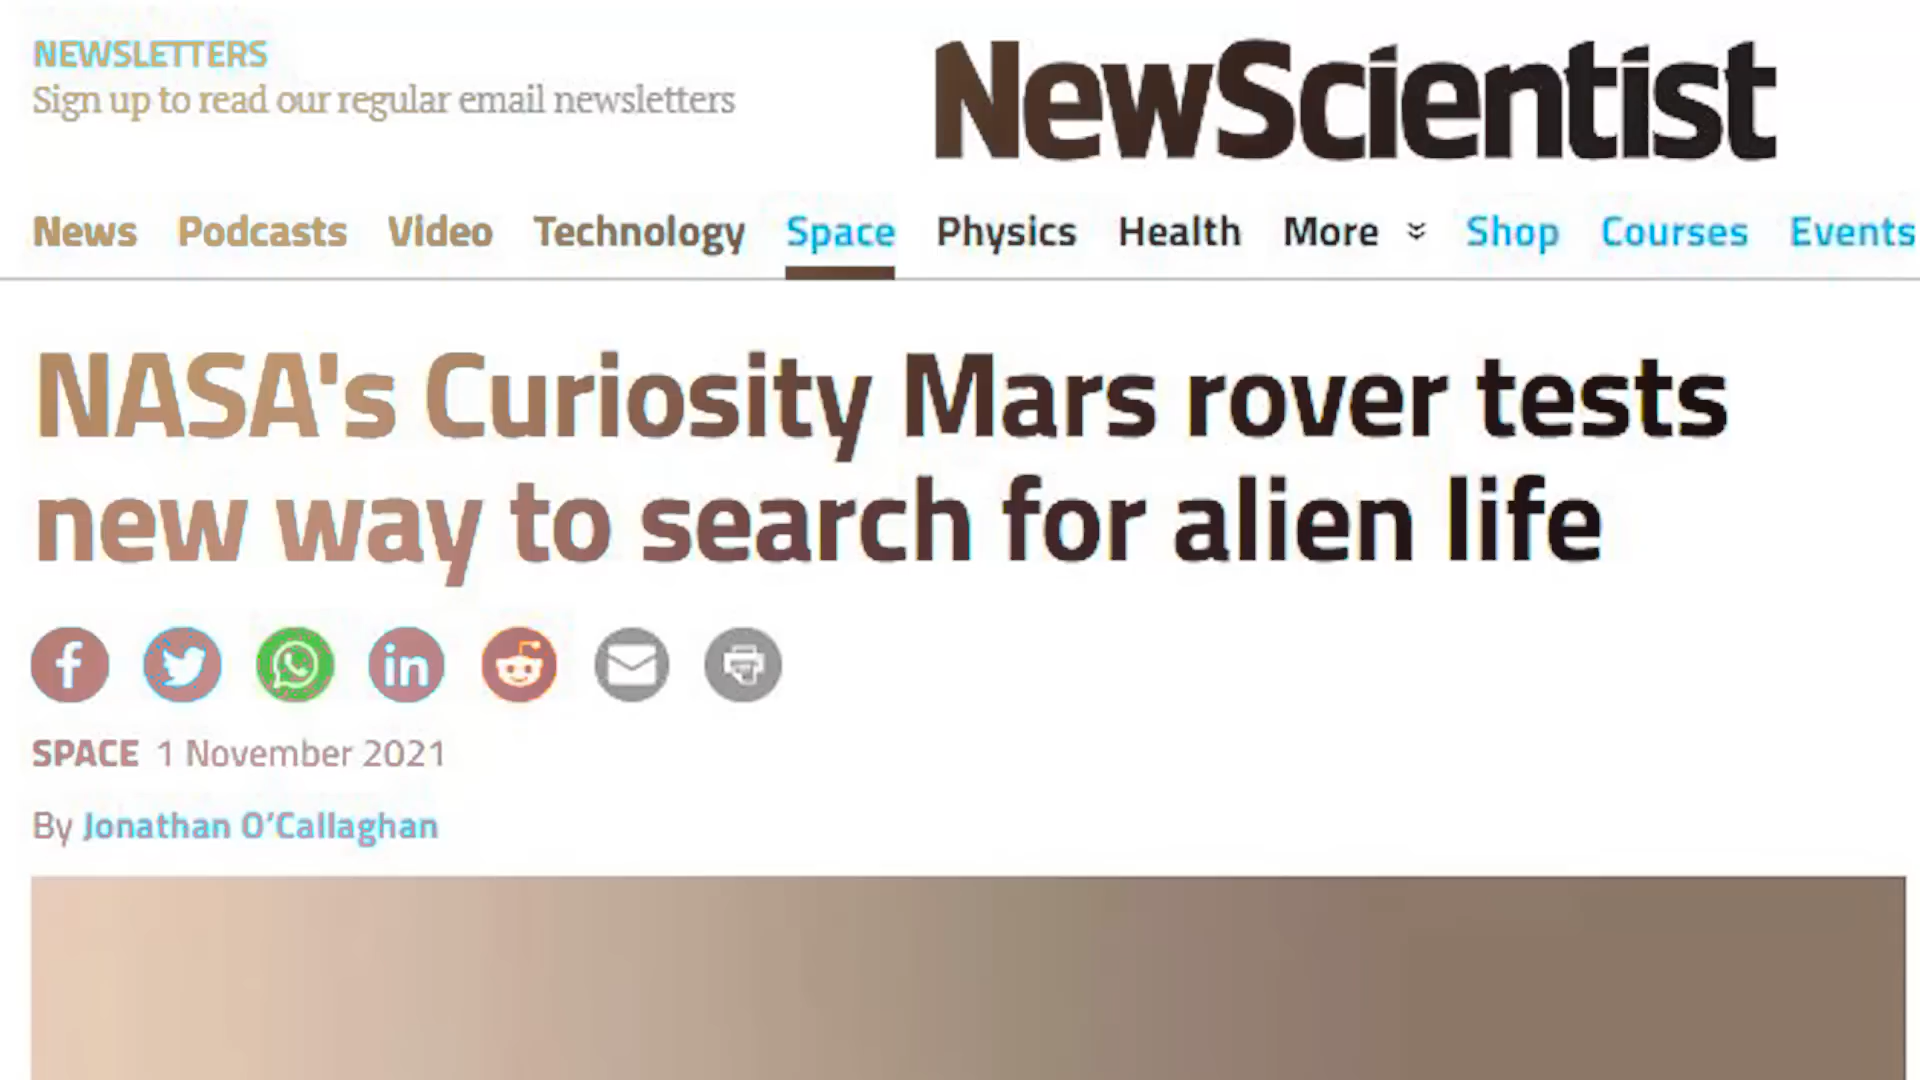 NEWSLETTERS
Sign up to read our regular email newsletters
NewScientist
News Podcasts Video Technology Space Physics Health More Shop Courses Events
NASA's Curiosity Mars rover tests
new way to search for alien life
SPACE 1 November 2021
By Jonathan O’Callaghan